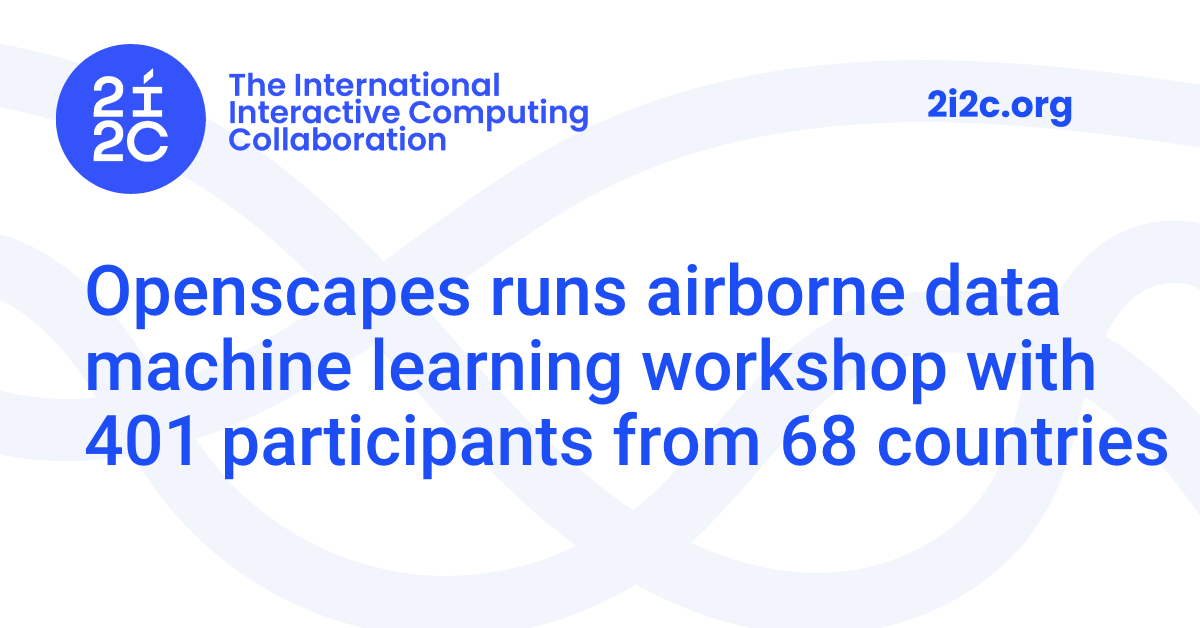 2i
2c
The International
Interactive Computing
Collaboration
2i2c.org
Openscapes runs airborne data
machine learning workshop with
401 participants from 68 countries